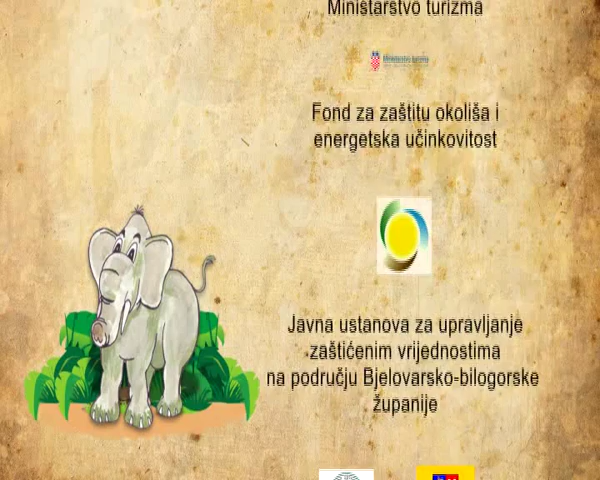 Ministarstvo turizma
Fond za zaštitu okoliša i
energetska učinkovitost
Javna ustanova za upravljanje
zaštićenim vrijednostima
na području Bjelovarsko-bilogorske
županije